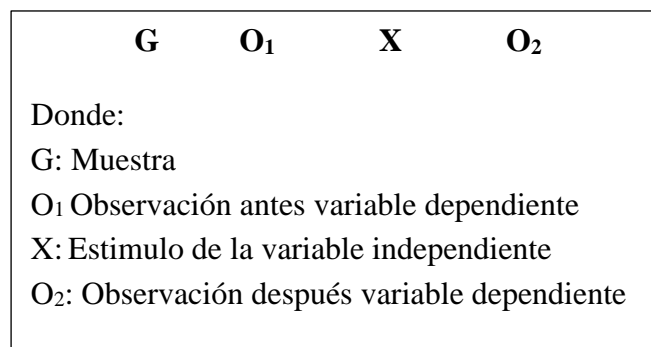 G O₁ X O₂
Donde:
G: Muestra
O₁ Observación antes variable dependiente
X: Estimulo de la variable independiente
O₂: Observación después variable dependiente